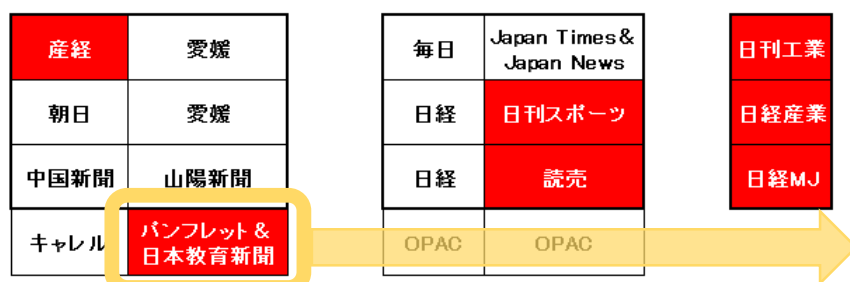 産経
愛媛
毎日
Japan Times&
Japan News
日刊工業
朝日
愛媛
日経
日刊スポーツ
日経産業
中国新聞
山陽新聞
日経
読売
日経MJ
キャレル
パンフレット&
日本教育新聞
OPAC
OPAC